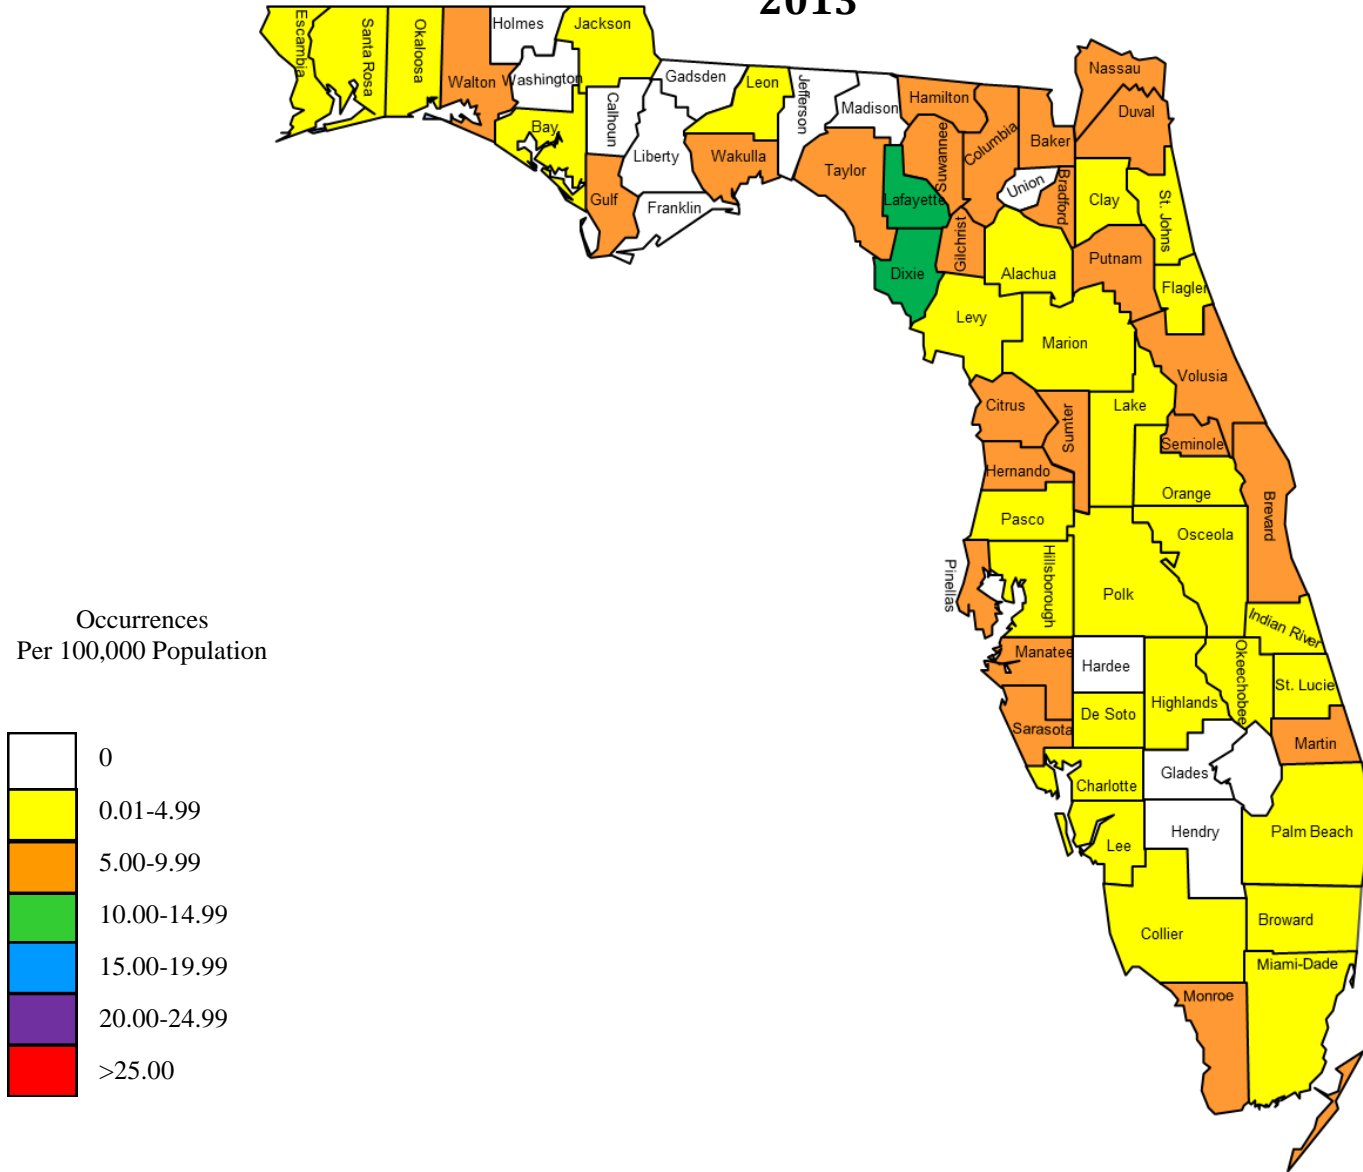 2013
Escambia
Santa Rosa
Okaloosa
Walton
Holmes
Washington
Jackson
Bay
Calhoun
Gulf
Liberty
Gadsden
Franklin
Leon
Wakulla
Jefferson
Madison
Taylor
Hamilton
Suwannee
Lafayette
Dixie
Columbia
Gilchrist
Baker
Union
Bradford
Nassau
Duval
Clay
St. Johns
Alachua
Putnam
Flagler
Levy
Marion
Volusia
Citrus
Sumter
Lake
Seminole
Hernando
Orange
Brevard
Pasco
Osceola
Pinellas
Hillsborough
Polk
Indian River
Manatee
Hardee
Okeechobee
St. Lucie
Highlands
De Soto
Sarasota
Martin
Glades
Charlotte
Hendry
Palm Beach
Lee
Collier
Broward
Miami-Dade
Monroe
Occurrences
Per 100,000 Population
0
0.01-4.99
5.00-9.99
10.00-14.99
15.00-19.99
20.00-24.99
>25.00